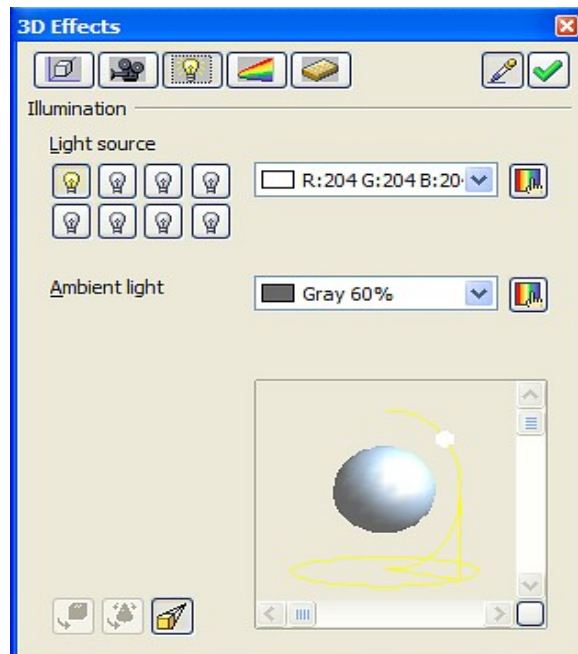 3D Effects
Illumination
Light source
R:204 G:204 B:20
Ambient light
Gray 60%